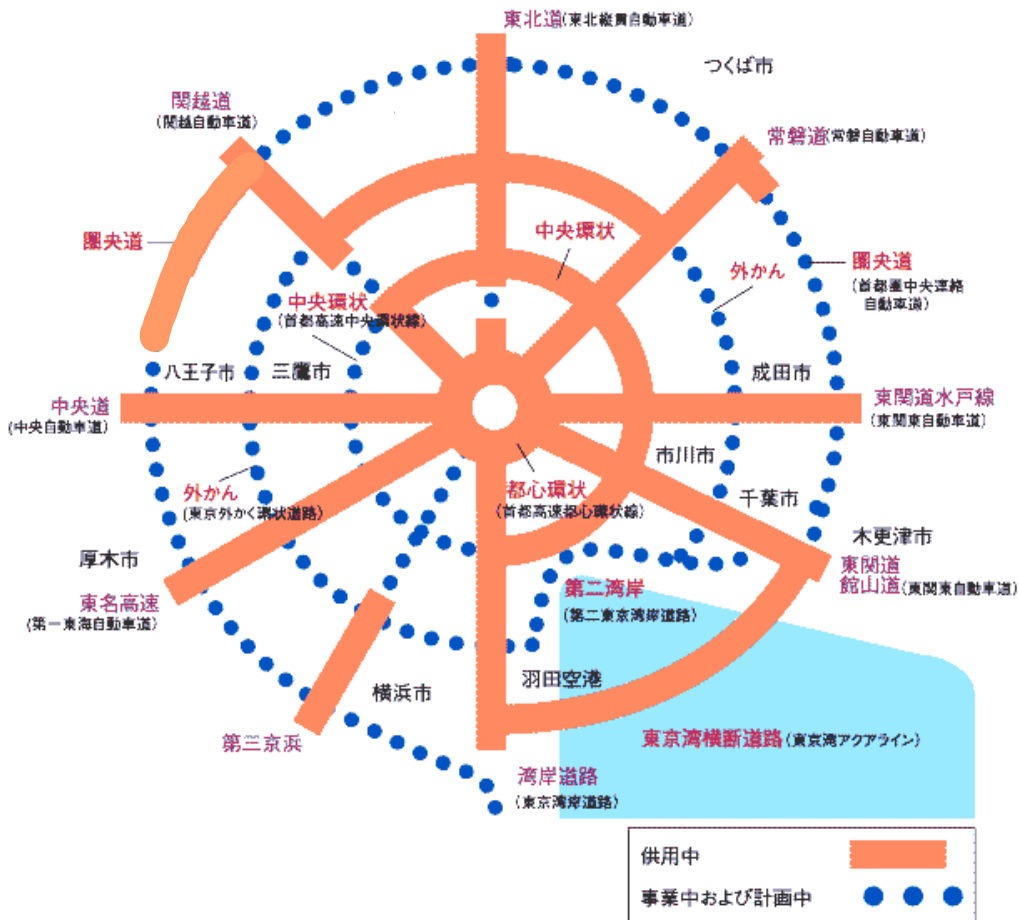 東北道(東北縦貫自動車道)
つくば市
関越道
(関越自動車道)
常磐道(常磐自動車道)
圏央道
中央環状
外かん
圏央道
(首都圏中央連絡
自動車道)
中央環状
(首都高速中央環状線)
八王子市
三鷹市
成田市
中央道
(中央自動車道)
東関道水戸線
(東関東自動車道)
市川市
外かん
(東京外かく環状道路)
都心環状
(首都高速都心環状線)
千葉市
木更津市
厚木市
東関道
館山道(東関東自動車道)
東名高速
(第一東海自動車道)
第二湾岸
(第二東京湾岸道路)
羽田空港
横浜市
第三京浜
東京湾横断道路(東京湾アクアライン)
湾岸道路
(東京湾岸道路)
供用中
事業中および計画中